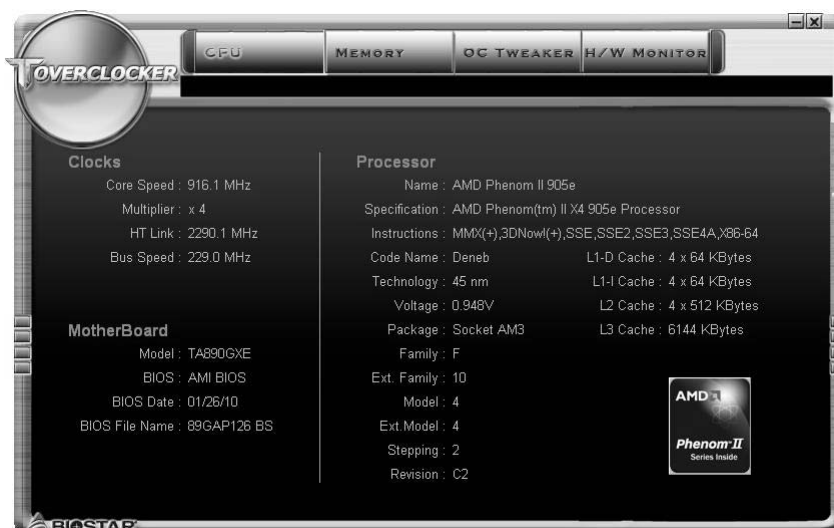 TOVERCLOCKER
CPU
MEMORY
OC TWEAKER
H/W MONITOR
Clocks
Core Speed : 916.1 MHz
Multiplier : x 4
HT Link : 2290.1 MHz
Bus Speed : 229.0 MHz
MotherBoard
Model : TA890GXE
BIOS : AMI BIOS
BIOS Date : 01/26/10
BIOS File Name : 89GAP126 BS
Processor
Name : AMD Phenom II 905e
Specification : AMD Phenom(tm) II X4 905e Processor
Instructions : MMX(+),3DNow!(+),SSE,SSE2,SSE3,SSE4A,X86-64
Code Name : Deneb
L1-D Cache : 4 x 64 KBytes
Technology : 45 nm
L1-I Cache : 4 x 64 KBytes
Voltage : 0.948V
L2 Cache : 4 x 512 KBytes
Package : Socket AM3
L3 Cache : 6144 KBytes
Family : F
Ext. Family : 10
Model : 4
Ext.Model : 4
Stepping : 2
Revision : C2
AMD
Phenom II
Series Inside
BIOSTAR